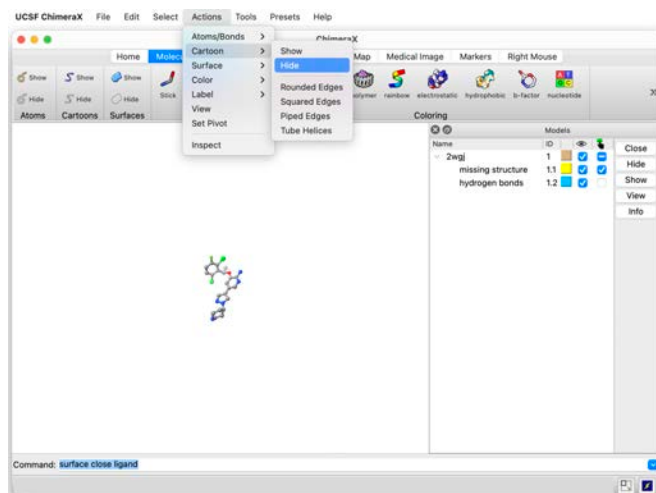 UCSF ChimeraX File Edit Select Actions Tools Presets Help
ChimeraX
Atoms/Bonds
Cartoon
Surface
Color
Label
View
Set Pivot
Inspect
Show
Hide
Rounded Edges
Squared Edges
Piped Edges
Tube Helices
Home Molec Map Medical Image Markers Right Mouse
Show Show Show
Hide Hide Hide
Stick
rainbow electrostatic hydrophobic b-factor nucleotide
Atoms Cartoons Surfaces Coloring
Models
Name ID
2wgj 1
missing structure 1.1
hydrogen bonds 1.2
Close
Hide
Show
View
Info
Command: surface close ligand